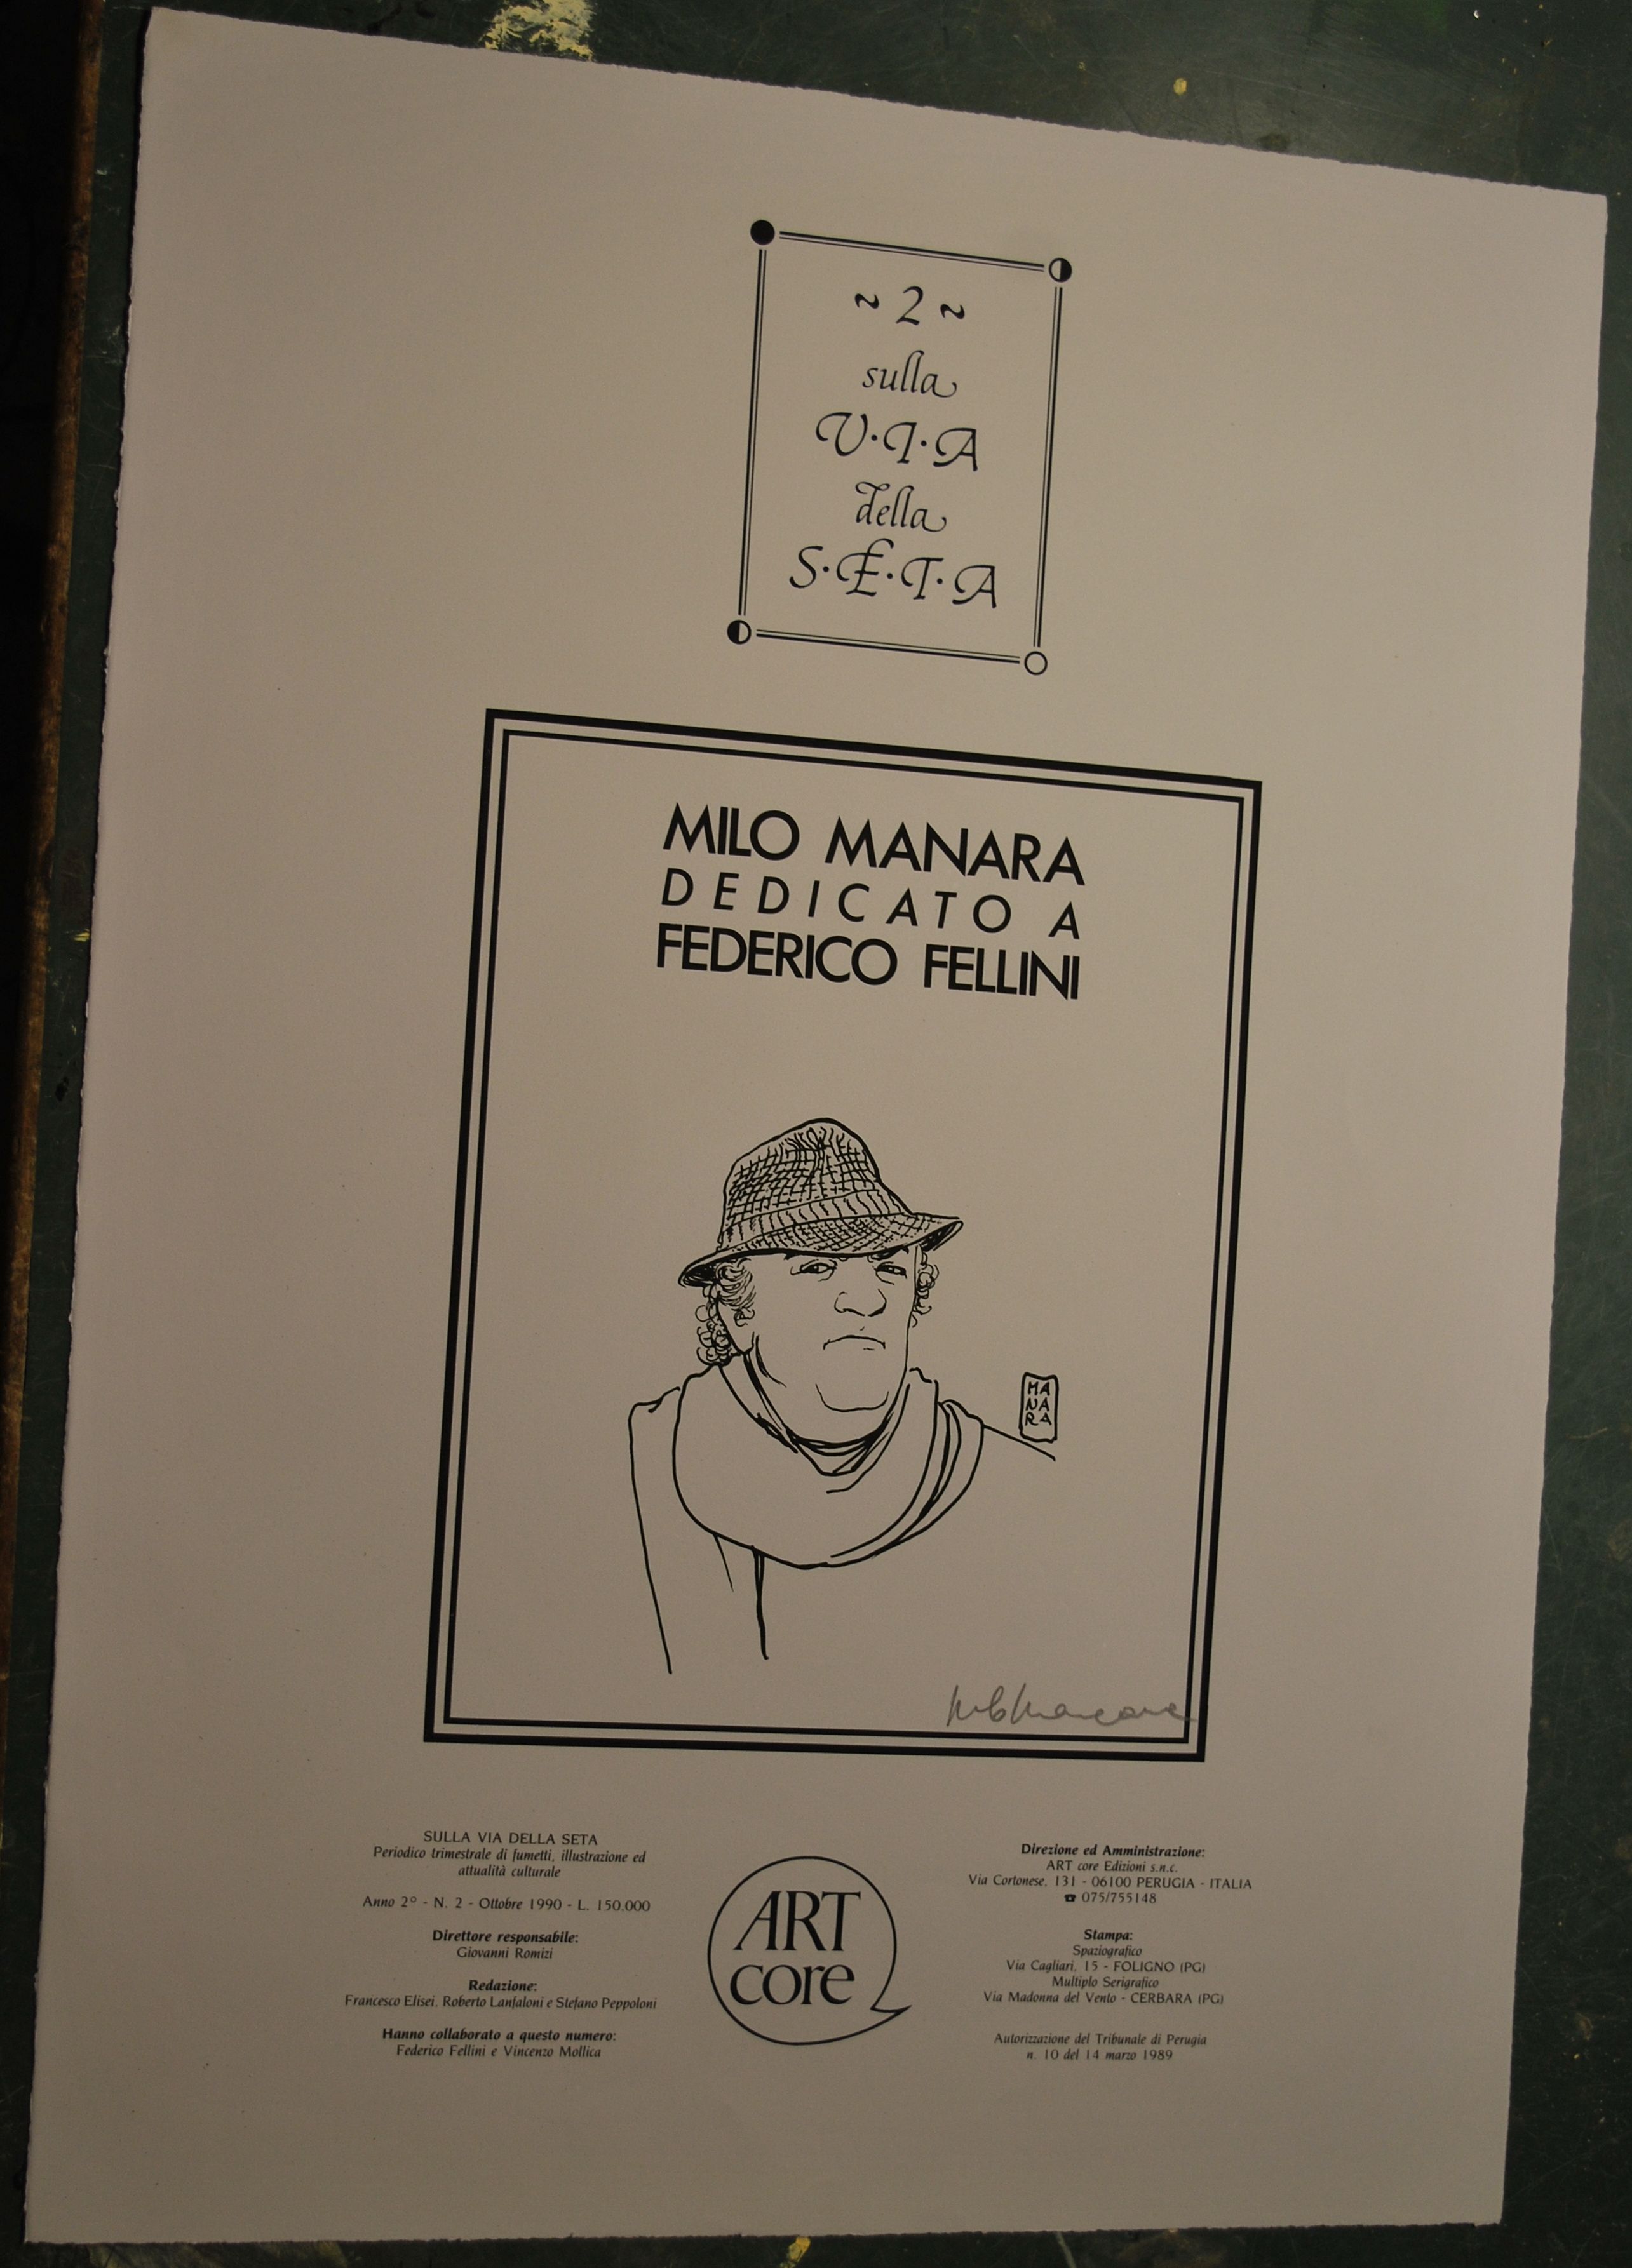 ~ 2 ~
sulla
V·I·A
della
S·E·T·A
MILO MANARA
DEDICATO A
FEDERICO FELLINI
MA
NA
RA
Milo Manara
SULLA VIA DELLA SETA
Periodico trimestrale di fumetti, illustrazione ed
attualità culturale
Anno 2° - N. 2 - Ottobre 1990 - L. 150.000
Direttore responsabile:
Giovanni Romizi
Redazione:
Francesco Elisei, Roberto Lanfaloni e Stefano Peppoloni
Hanno collaborato a questo numero:
Federico Fellini e Vincenzo Mollica
ART
core
Direzione ed Amministrazione:
ART core Edizioni s.n.c.
Via Cortonese, 131 - 06100 PERUGIA - ITALIA
☎ 075/755148
Stampa:
Spaziografico
Via Cagliari, 15 - FOLIGNO (PG)
Multiplo Serigrafico
Via Madonna del Vento - CERBARA (PG)
Autorizzazione del Tribunale di Perugia
n. 10 del 14 marzo 1989